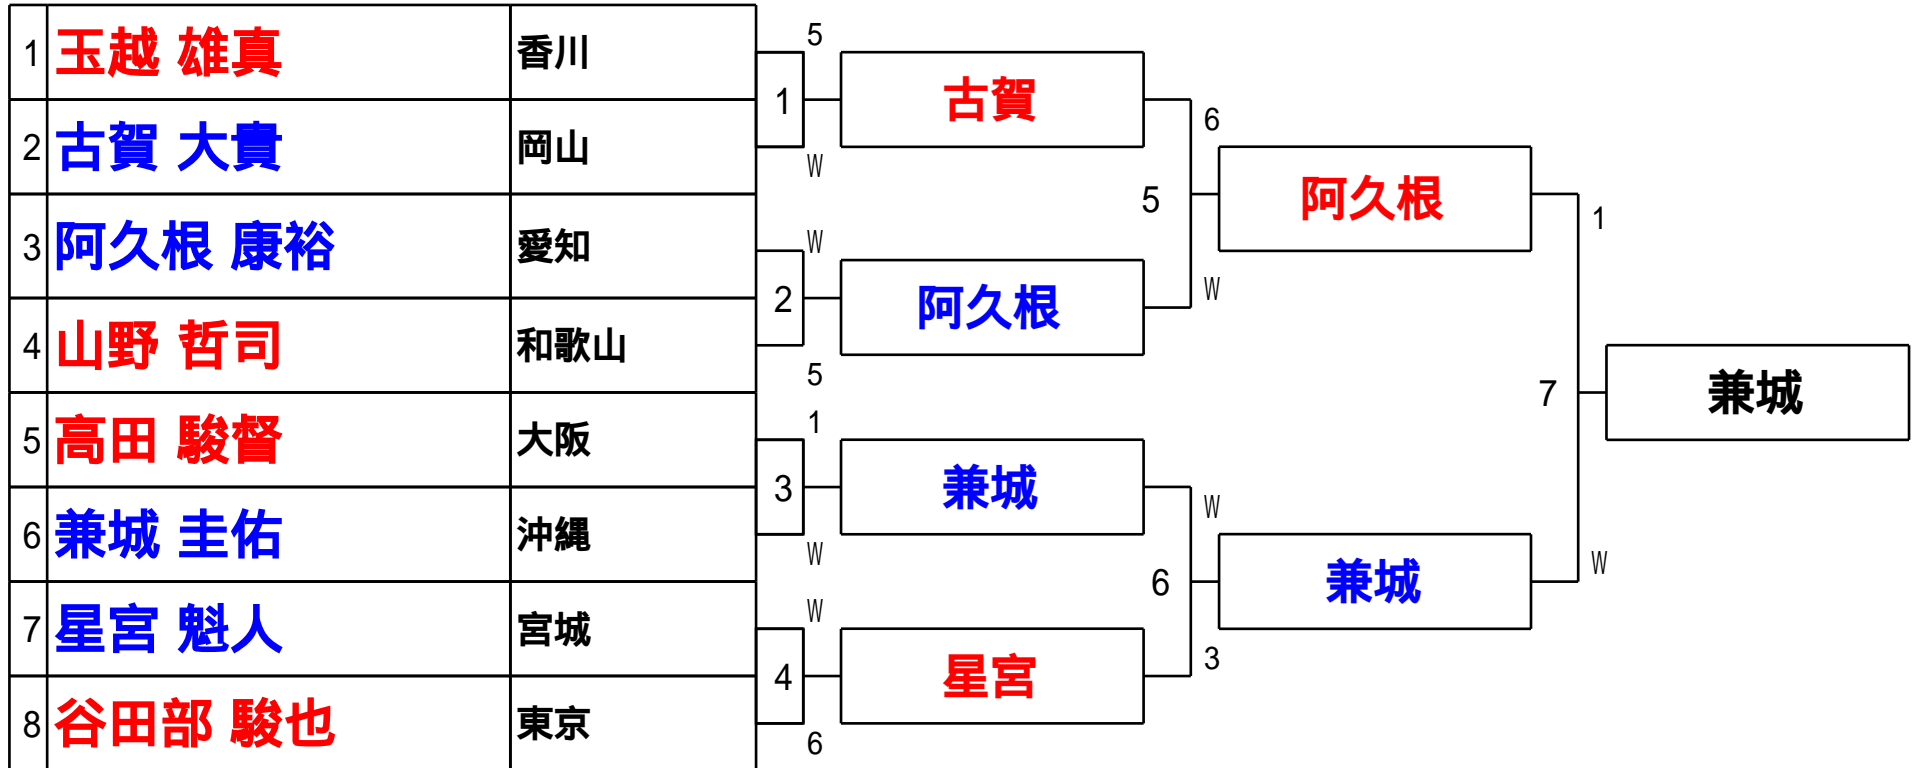 1 玉越 雄真 香川
2 古賀 大貴 岡山
3 阿久根 康裕 愛知
4 山野 哲司 和歌山
5 高田 駿督 大阪
6 兼城 圭佑 沖縄
7 星宮 魁人 宮城
8 谷田部 駿也 東京
5
1
W
古賀
W
2
5
阿久根
1
3
W
兼城
W
4
6
星宮
6
5
W
阿久根
W
6
3
兼城
1
7
W
兼城